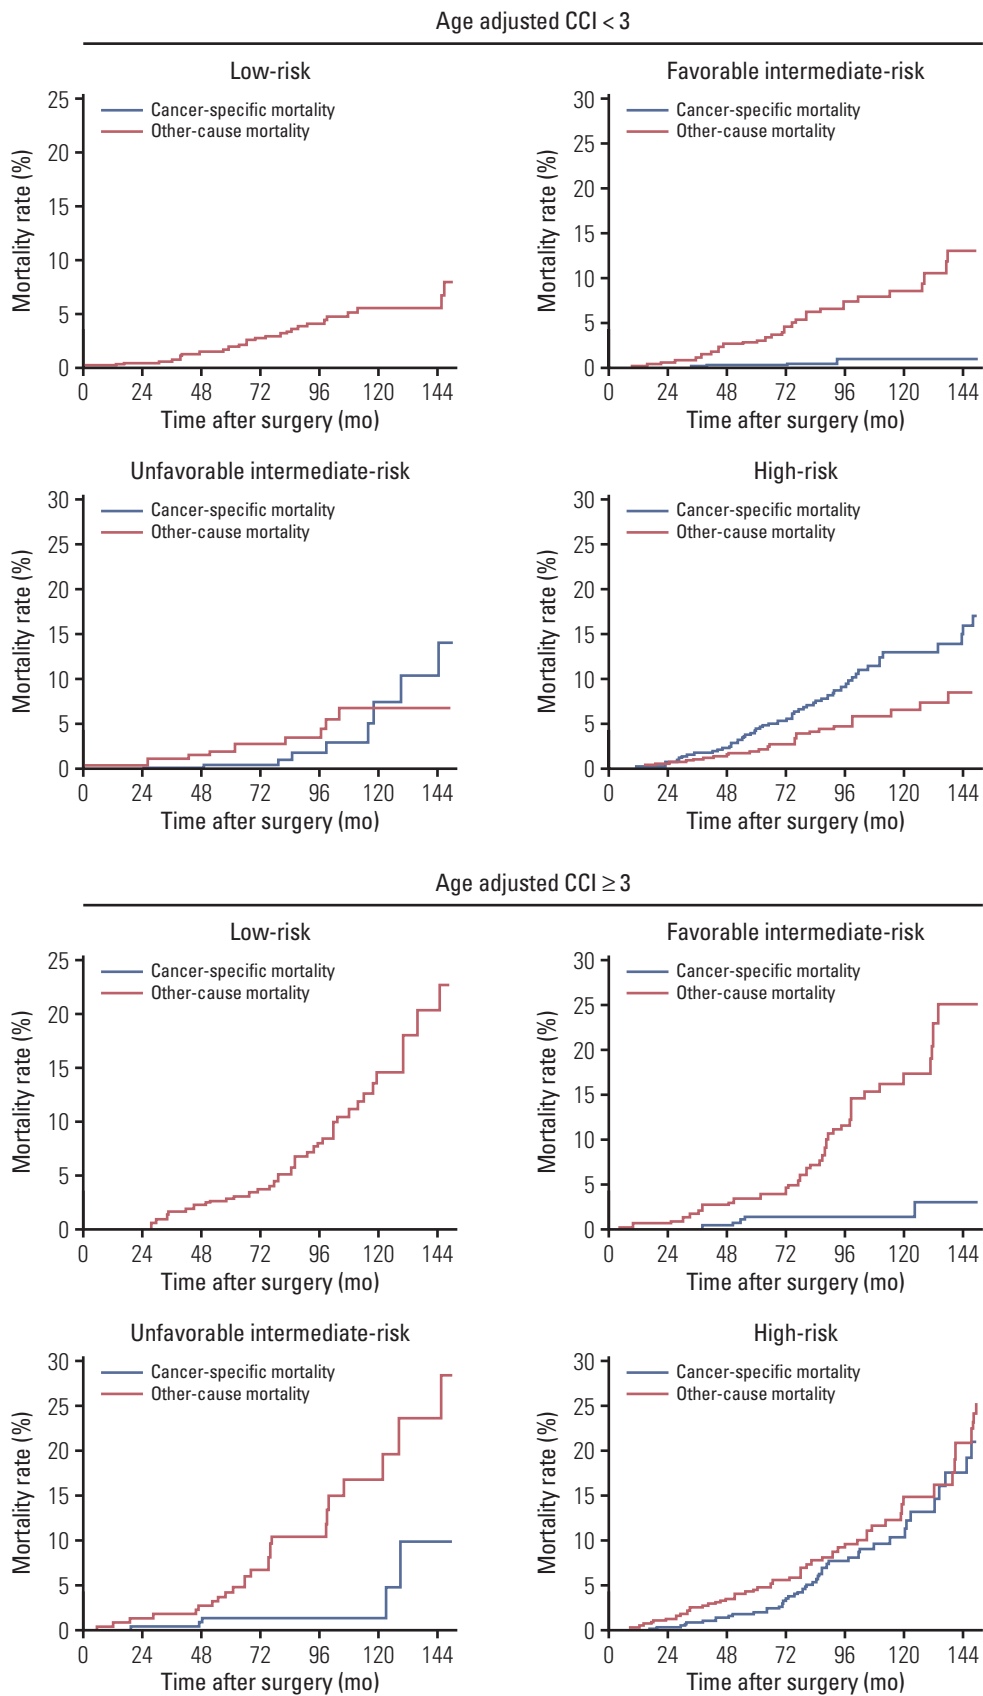 Age adjusted CCI < 3
Low-risk
Mortality rate (%)
25
20
15
10
5
0
Cancer-specific mortality
Other-cause mortality
0 24 48 72 96 120 144
Time after surgery (mo)
Favorable intermediate-risk
Mortality rate (%)
30
25
20
15
10
5
0
Cancer-specific mortality
Other-cause mortality
0 24 48 72 96 120 144
Time after surgery (mo)
Unfavorable intermediate-risk
Mortality rate (%)
30
25
20
15
10
5
0
Cancer-specific mortality
Other-cause mortality
0 24 48 72 96 120 144
Time after surgery (mo)
High-risk
Mortality rate (%)
30
25
20
15
10
5
0
Cancer-specific mortality
Other-cause mortality
0 24 48 72 96 120 144
Time after surgery (mo)
Age adjusted CCI ≥ 3
Low-risk
Mortality rate (%)
25
20
15
10
5
0
Cancer-specific mortality
Other-cause mortality
0 24 48 72 96 120 144
Time after surgery (mo)
Favorable intermediate-risk
Mortality rate (%)
30
25
20
15
10
5
0
Cancer-specific mortality
Other-cause mortality
0 24 48 72 96 120 144
Time after surgery (mo)
Unfavorable intermediate-risk
Mortality rate (%)
30
25
20
15
10
5
0
Cancer-specific mortality
Other-cause mortality
0 24 48 72 96 120 144
Time after surgery (mo)
High-risk
Mortality rate (%)
30
25
20
15
10
5
0
Cancer-specific mortality
Other-cause mortality
0 24 48 72 96 120 144
Time after surgery (mo)